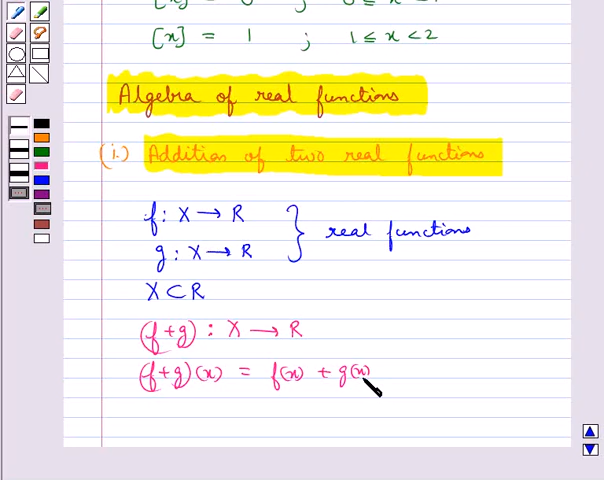 [x] = 1 ; 1 ≤ x < 2
Algebra of real functions
(i.) Addition of two real functions
f : X → R
g : X → R } real functions
X ⊂ R
(f+g) : X → R
(f+g)(x) = f(x) + g(x)